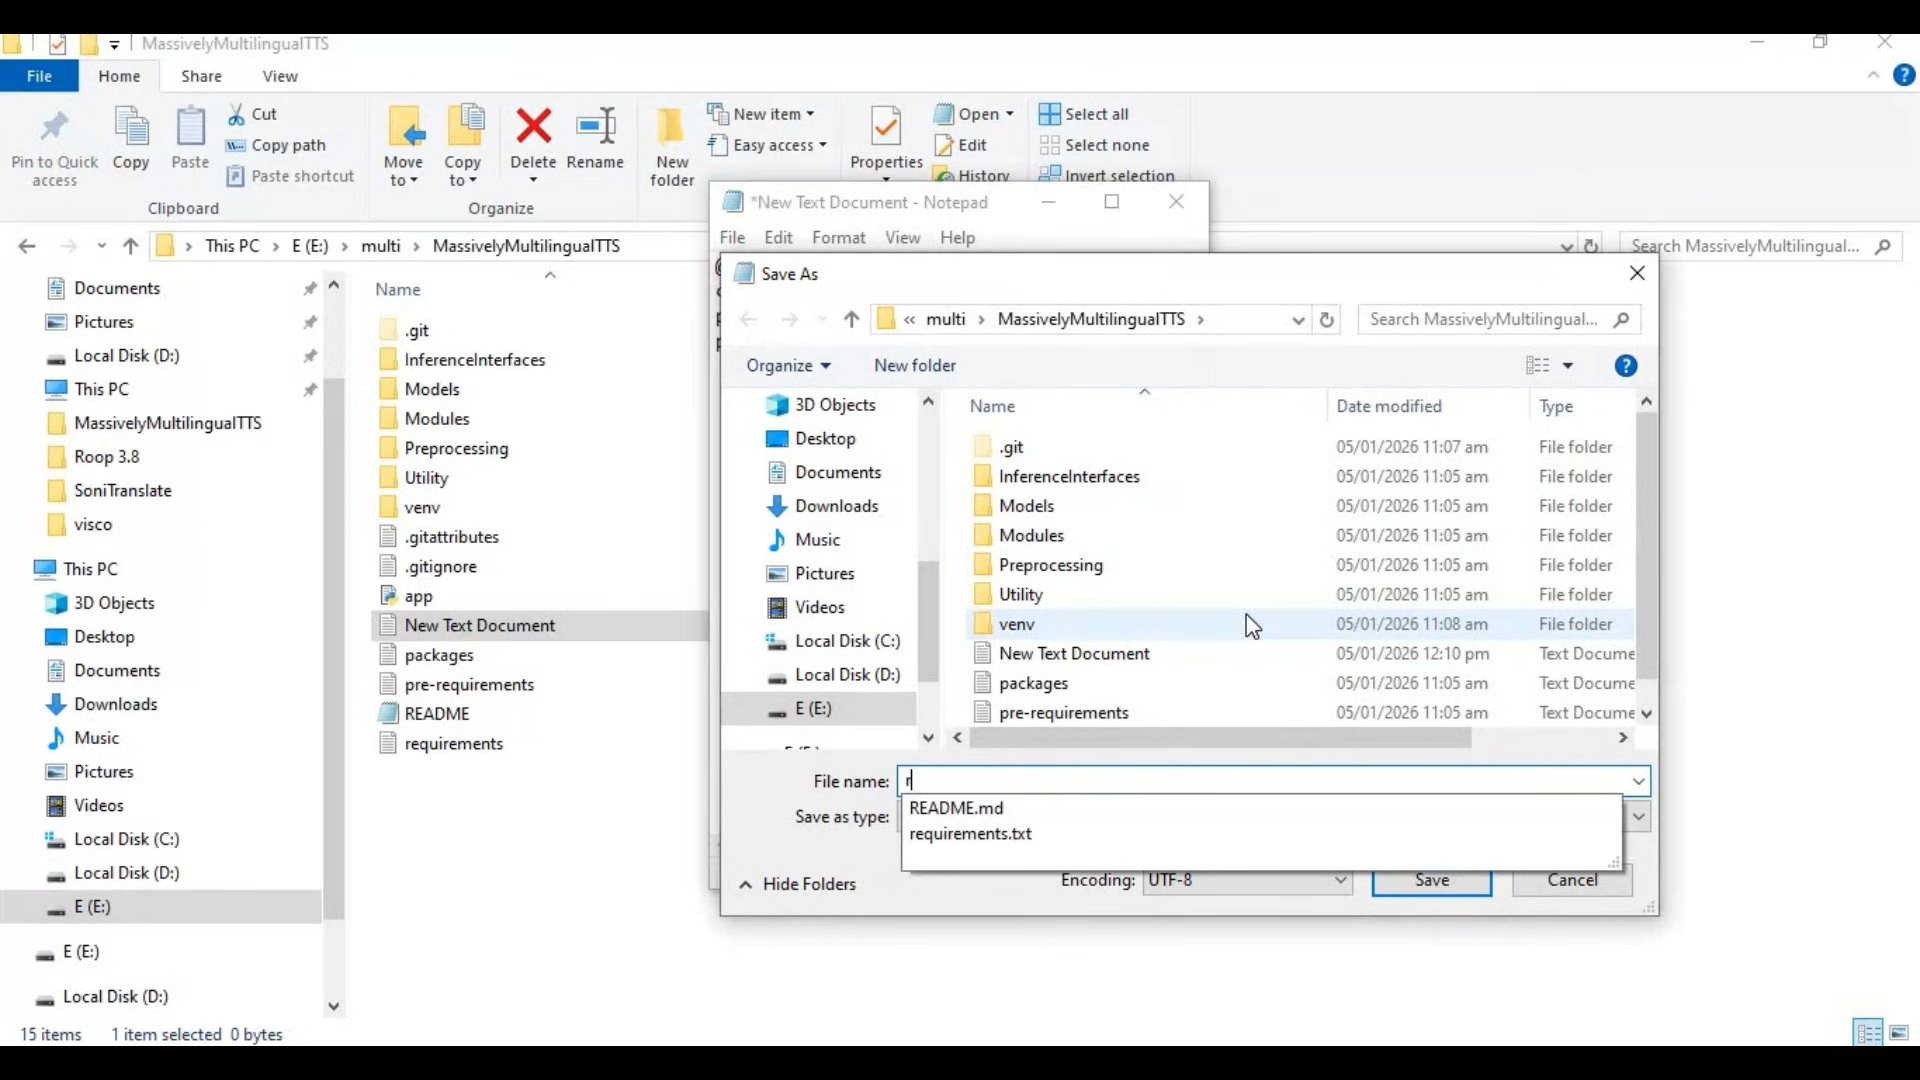 MassivelyMultilingualTTS
File
Home
Share
View
Pin to Quick access
Copy
Paste
Cut
Copy path
Paste shortcut
Clipboard
Move to
Copy to
Delete
Rename
Organize
New folder
New item
Easy access
Properties
Open
Edit
History
Select all
Select none
Invert selection
This PC > E (E:) > multi > MassivelyMultilingualTTS
Search MassivelyMultilingual...
Documents
Pictures
Local Disk (D:)
This PC
MassivelyMultilingualTTS
Roop 3.8
SoniTranslate
visco
This PC
3D Objects
Desktop
Documents
Downloads
Music
Pictures
Videos
Local Disk (C:)
Local Disk (D:)
E (E:)
E (E:)
Local Disk (D:)
Name
.git
InferenceInterfaces
Models
Modules
Preprocessing
Utility
venv
.gitattributes
.gitignore
app
New Text Document
packages
pre-requirements
README
requirements
*New Text Document - Notepad
File Edit Format View Help
Save As
« multi > MassivelyMultilingualTTS >
Search MassivelyMultilingual...
Organize
New folder
3D Objects
Desktop
Documents
Downloads
Music
Pictures
Videos
Local Disk (C:)
Local Disk (D:)
E (E:)
Name Date modified Type
.git 05/01/2026 11:07 am File folder
InferenceInterfaces 05/01/2026 11:05 am File folder
Models 05/01/2026 11:05 am File folder
Modules 05/01/2026 11:05 am File folder
Preprocessing 05/01/2026 11:05 am File folder
Utility 05/01/2026 11:05 am File folder
venv 05/01/2026 11:08 am File folder
New Text Document 05/01/2026 12:10 pm Text Docume
packages 05/01/2026 11:05 am Text Docume
pre-requirements 05/01/2026 11:05 am Text Docume
File name: r
README.md
requirements.txt
Save as type:
Hide Folders
Encoding: UTF-8
Save
Cancel
15 items 1 item selected 0 bytes